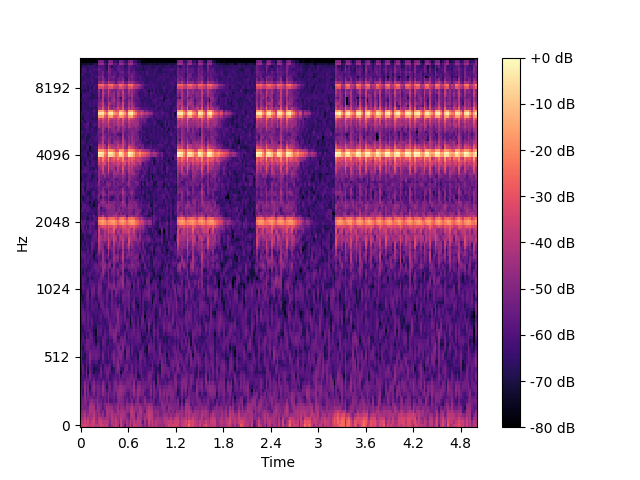 +0 dB
8192
-10 dB
4096
-20 dB
-30 dB
2048
Hz
-40 dB
1024
-50 dB
512
-60 dB
-70 dB
0
-80 dB
0 0.6 1.2 1.8 2.4 3 3.6 4.2 4.8
Time